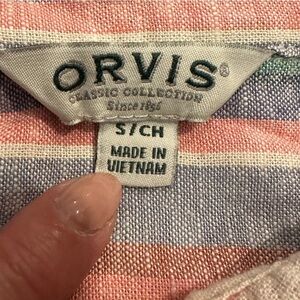 ORVIS®
CLASSIC COLLECTION
Since 1856
S/CH
MADE IN
VIETNAM